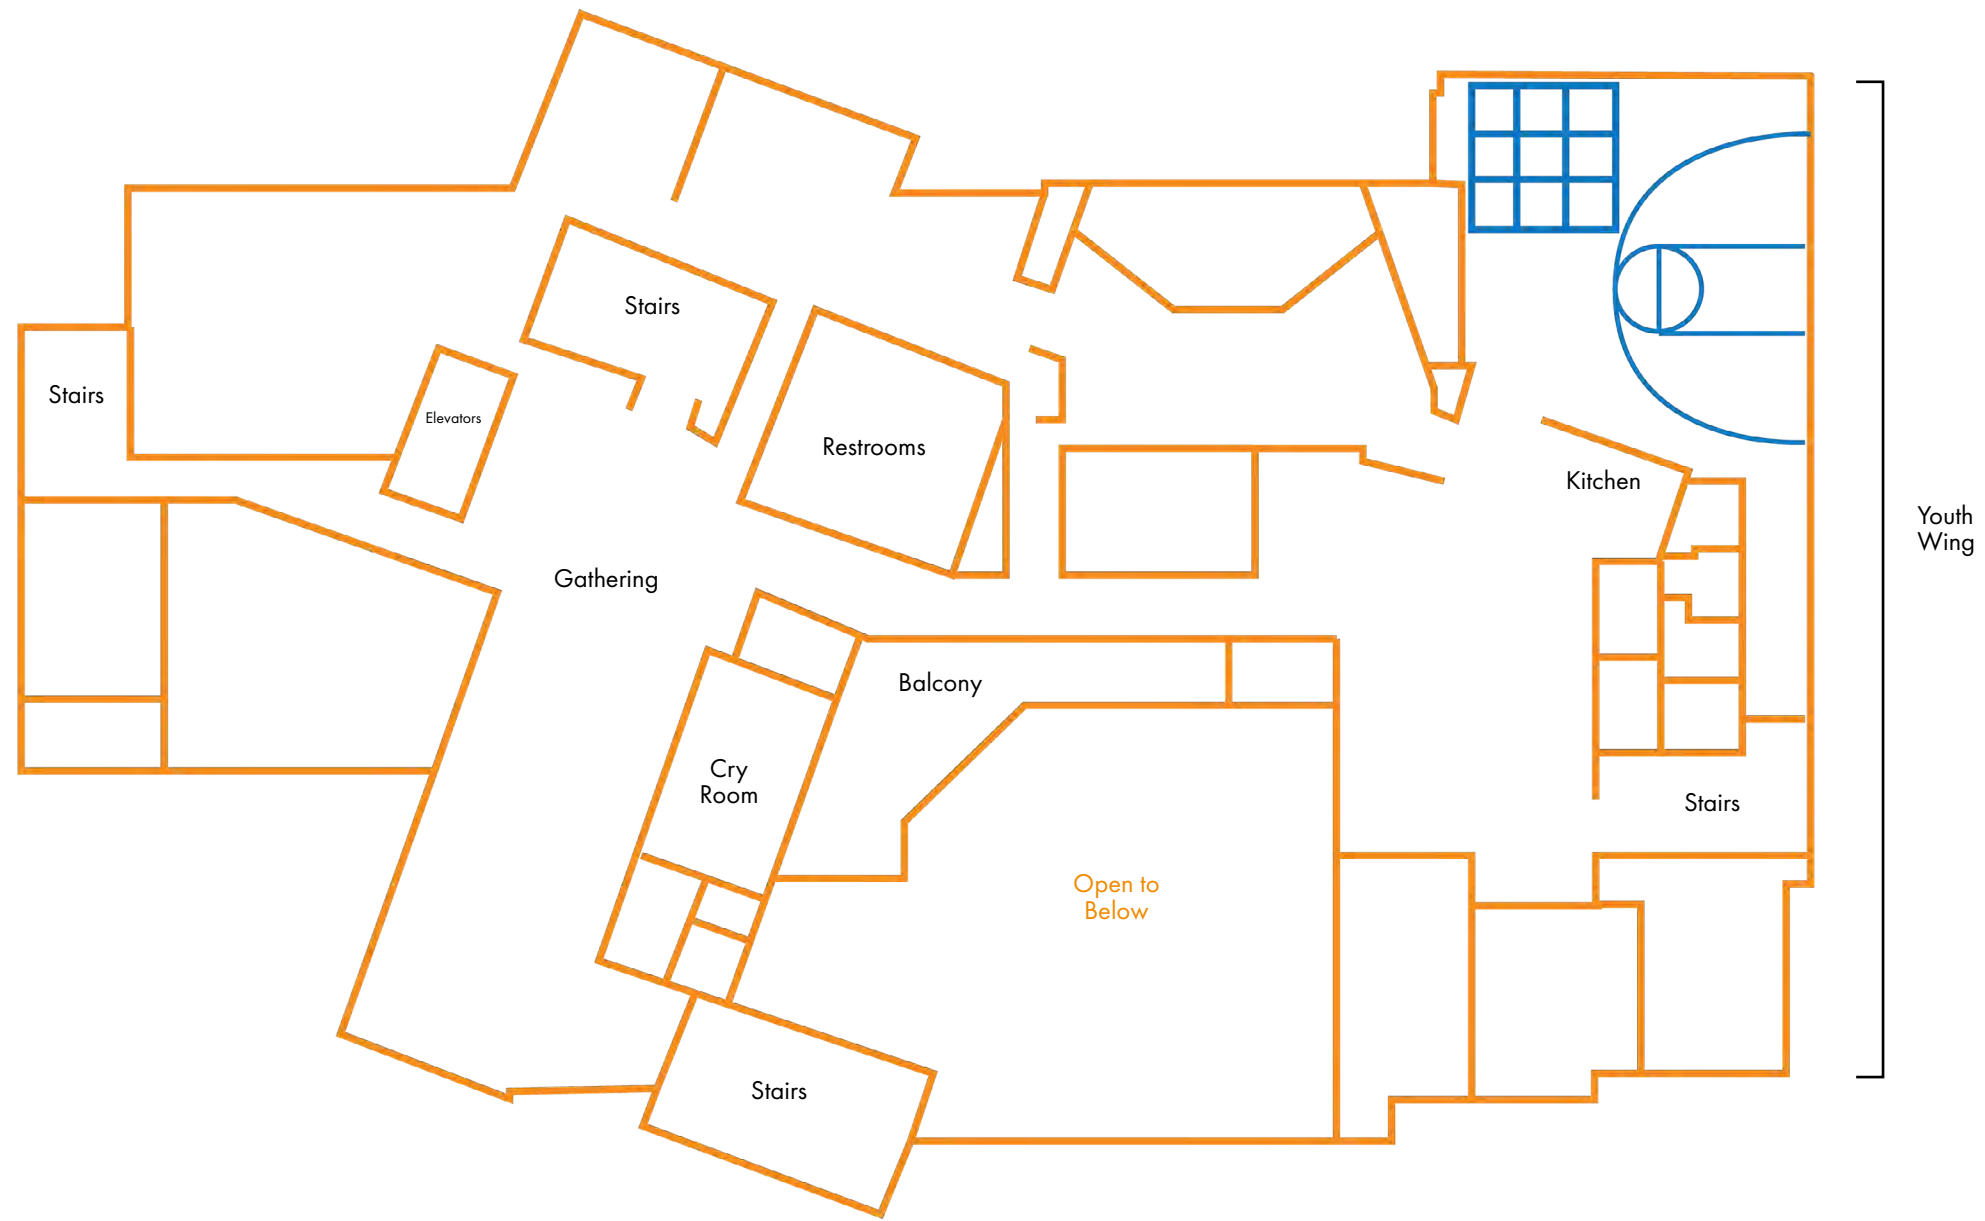 Stairs
Stairs
Elevators
Restrooms
Kitchen
Youth
Wing
Gathering
Balcony
Cry
Room
Stairs
Open to
Below
Stairs